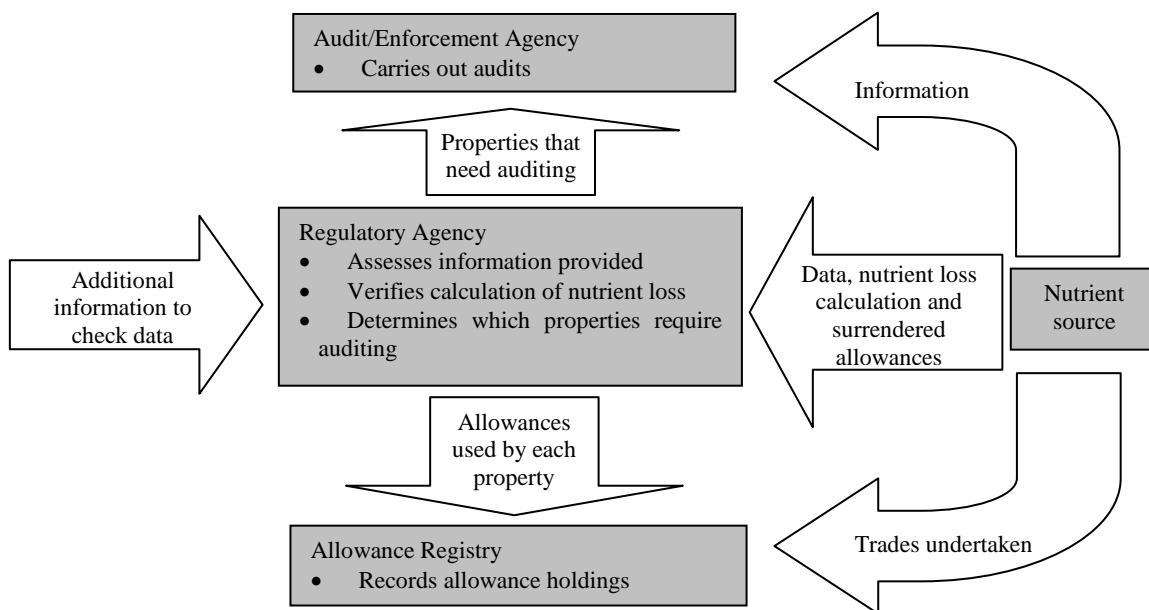 Audit/Enforcement Agency
• Carries out audits
Information
Properties that
need auditing
Regulatory Agency
• Assesses information provided
• Verifies calculation of nutrient loss
• Determines which properties require
auditing
Additional
information to
check data
Data, nutrient loss
calculation and
surrendered
allowances
Nutrient
source
Allowances
used by each
property
Allowance Registry
• Records allowance holdings
Trades undertaken